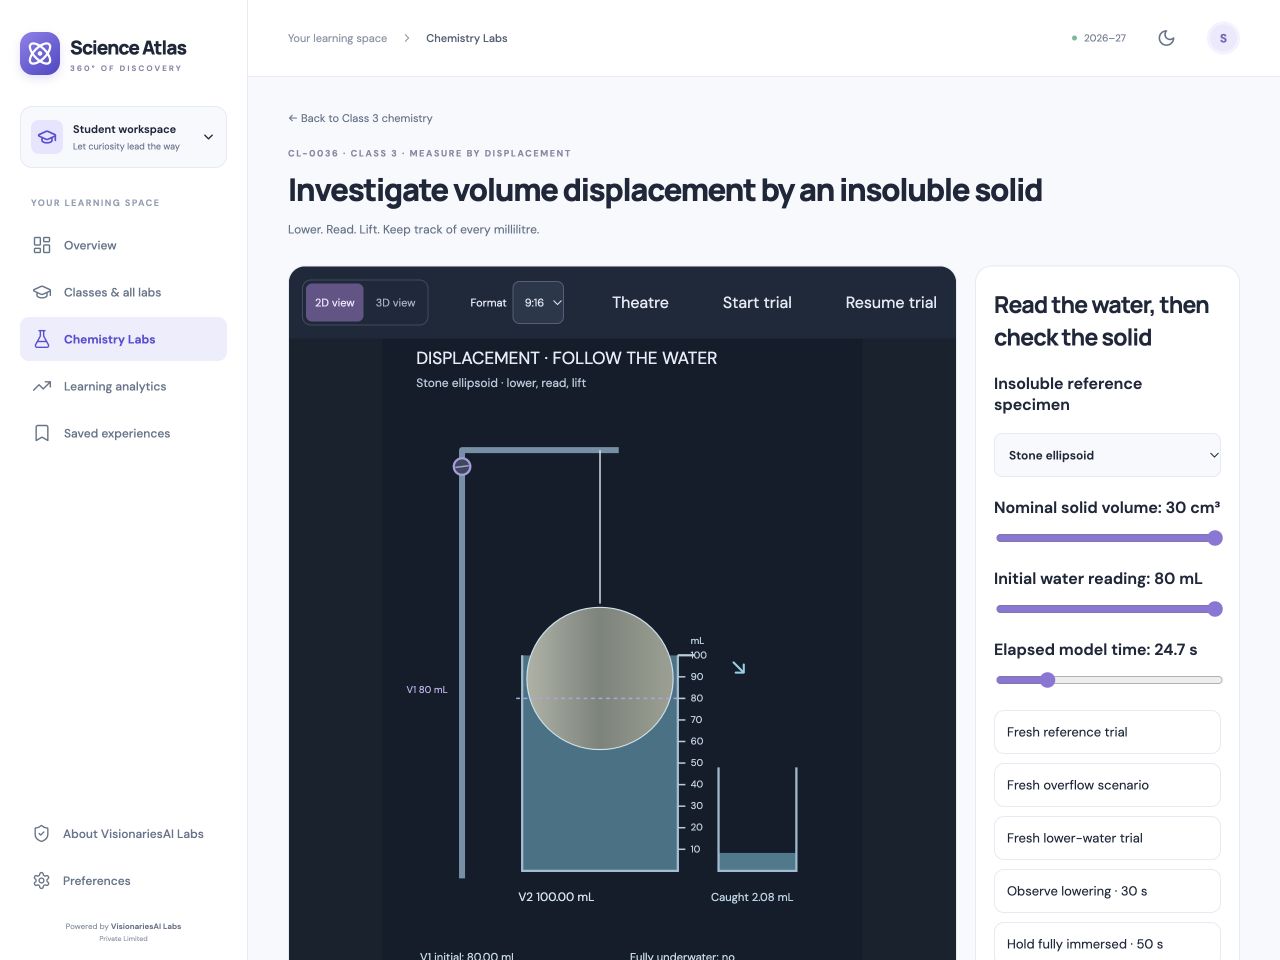 Science Atlas
360° OF DISCOVERY
Student workspace
Let curiosity lead the way
YOUR LEARNING SPACE
Overview
Classes & all labs
Chemistry Labs
Learning analytics
Saved experiences
About VisionariesAI Labs
Preferences
Powered by VisionariesAI Labs
Private Limited
Your learning space > Chemistry Labs
2026–27
S
← Back to Class 3 chemistry
CL-0036 · CLASS 3 · MEASURE BY DISPLACEMENT
Investigate volume displacement by an insoluble solid
Lower. Read. Lift. Keep track of every millilitre.
2D view
3D view
Format
9:16
Theatre
Start trial
Resume trial
DISPLACEMENT · FOLLOW THE WATER
Stone ellipsoid · lower, read, lift
mL
100
90
V1 80 mL
80
70
60
50
40
30
20
10
V2 100.00 mL
Caught 2.08 mL
V1 initial: 80.00 mL
Fully underwater: no
Read the water, then
check the solid
Insoluble reference
specimen
Stone ellipsoid
Nominal solid volume: 30 cm³
Initial water reading: 80 mL
Elapsed model time: 24.7 s
Fresh reference trial
Fresh overflow scenario
Fresh lower-water trial
Observe lowering · 30 s
Hold fully immersed · 50 s